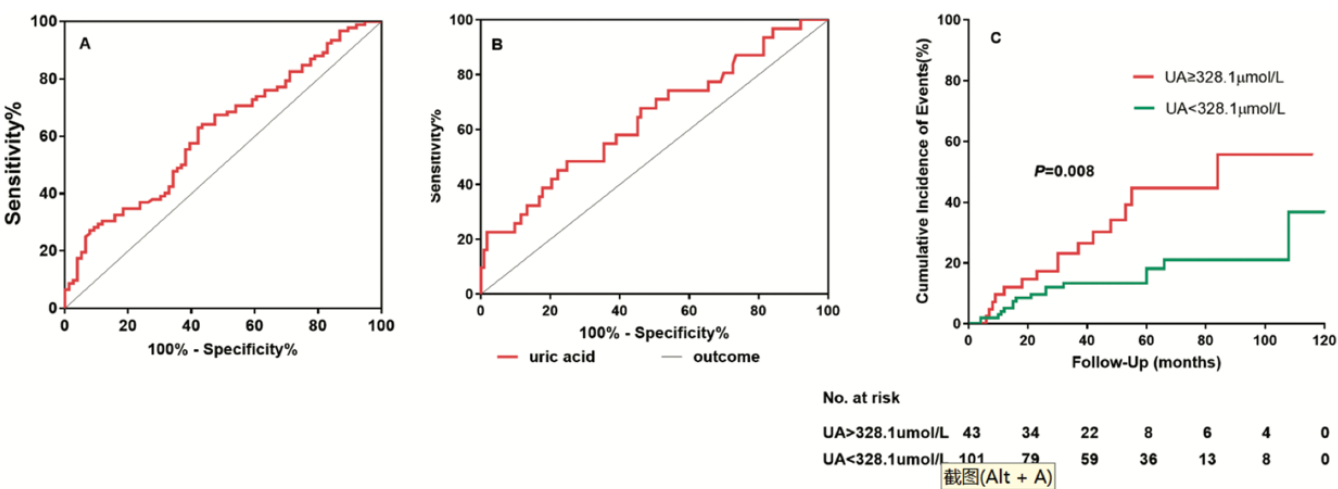 A
Sensitivity%
100
80
60
40
20
0
0 20 40 60 80 100
100% - Specificity%
B
Sensitivity%
100
80
60
40
20
0
0 20 40 60 80 100
100% - Specificity%
uric acid
outcome
C
Cumulative Incidence of Events(%)
100
80
60
40
20
0
UA≥328.1μmol/L
UA<328.1μmol/L
P=0.008
0 20 40 60 80 100 120
Follow-Up (months)
No. at risk
UA>328.1umol/L 43 34 22 8 6 4 0
UA<328.1umol/L 101 79 59 36 13 8 0
截图(Alt + A)